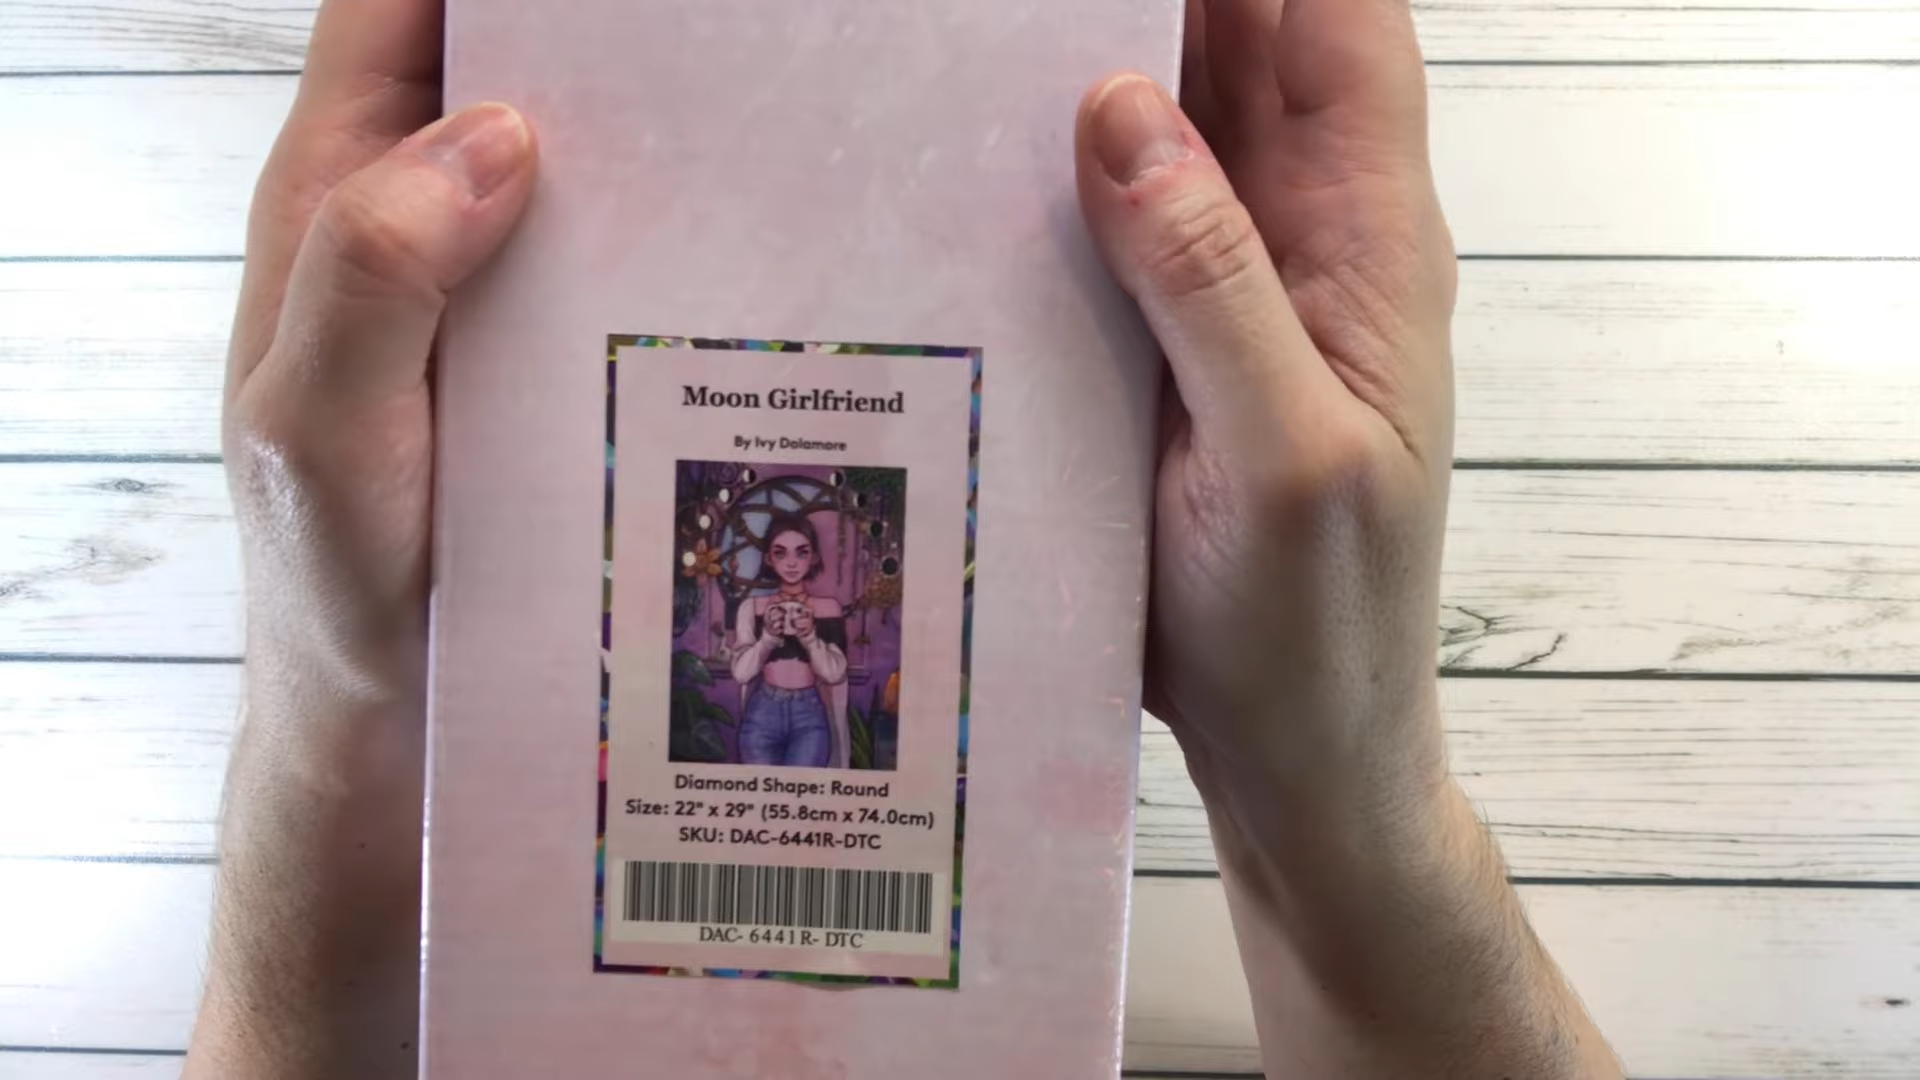 Moon Girlfriend
By Ivy Dolamore
Diamond Shape: Round
Size: 22" x 29" (55.8cm x 74.0cm)
SKU: DAC-6441R-DTC
DAC- 6441R- DTC